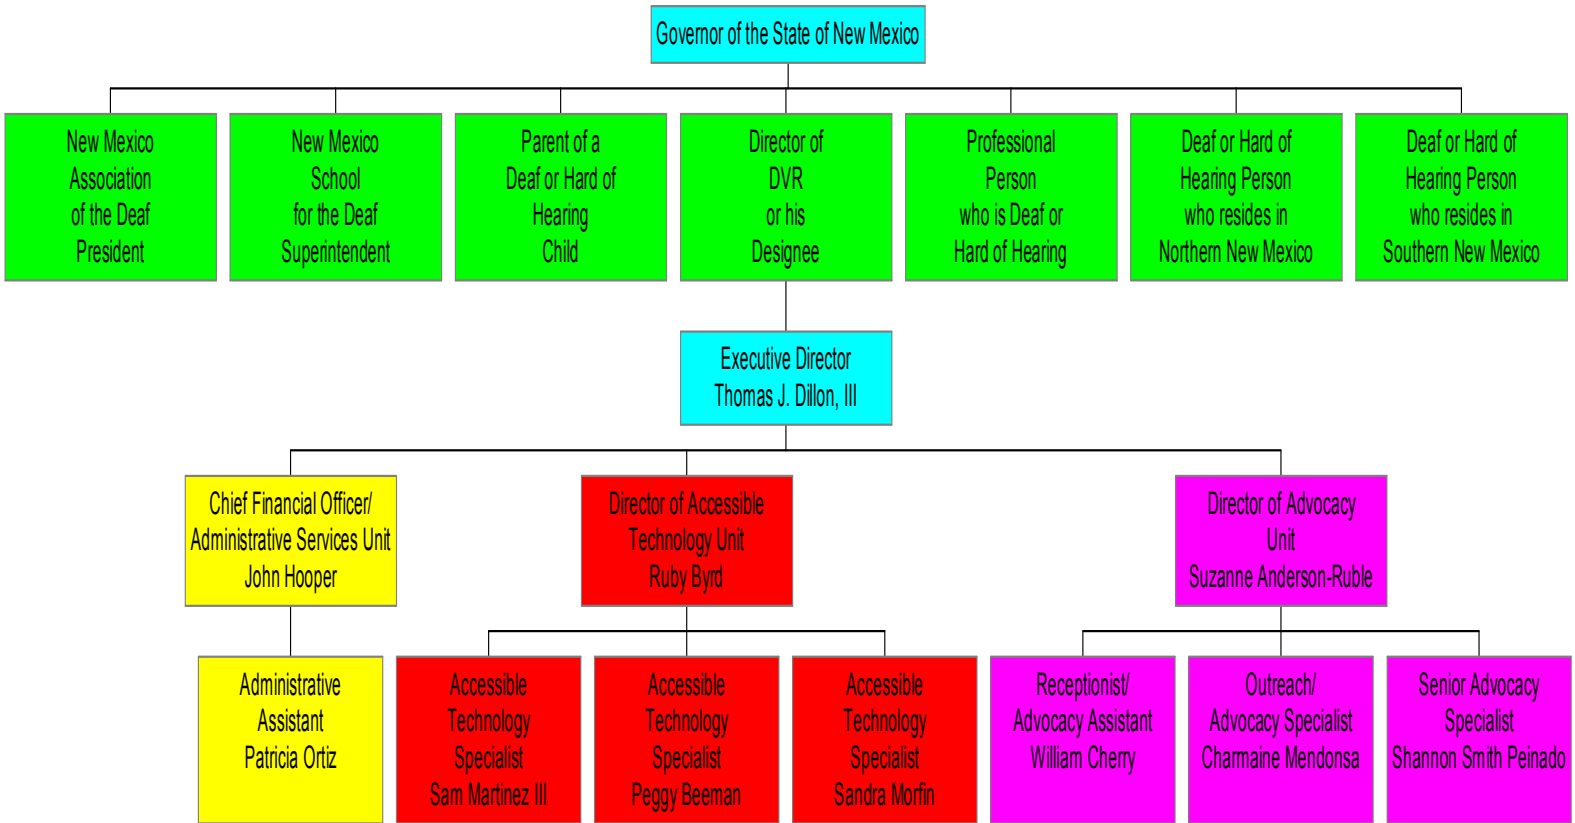 Governor of the State of New Mexico
New Mexico
Association
of the Deaf
President
New Mexico
School
for the Deaf
Superintendent
Parent of a
Deaf or Hard of
Hearing
Child
Director of
DVR
or his
Designee
Professional
Person
who is Deaf or
Hard of Hearing
Deaf or Hard of
Hearing Person
who resides in
Northern New Mexico
Deaf or Hard of
Hearing Person
who resides in
Southern New Mexico
Executive Director
Thomas J. Dillon, III
Chief Financial Officer/
Administrative Services Unit
John Hooper
Director of Accessible
Technology Unit
Ruby Byrd
Director of Advocacy
Unit
Suzanne Anderson-Ruble
Administrative
Assistant
Patricia Ortiz
Accessible
Technology
Specialist
Sam Martinez III
Accessible
Technology
Specialist
Peggy Beeman
Accessible
Technology
Specialist
Sandra Morfin
Receptionist/
Advocacy Assistant
William Cherry
Outreach/
Advocacy Specialist
Charmaine Mendonsa
Senior Advocacy
Specialist
Shannon Smith Peinado